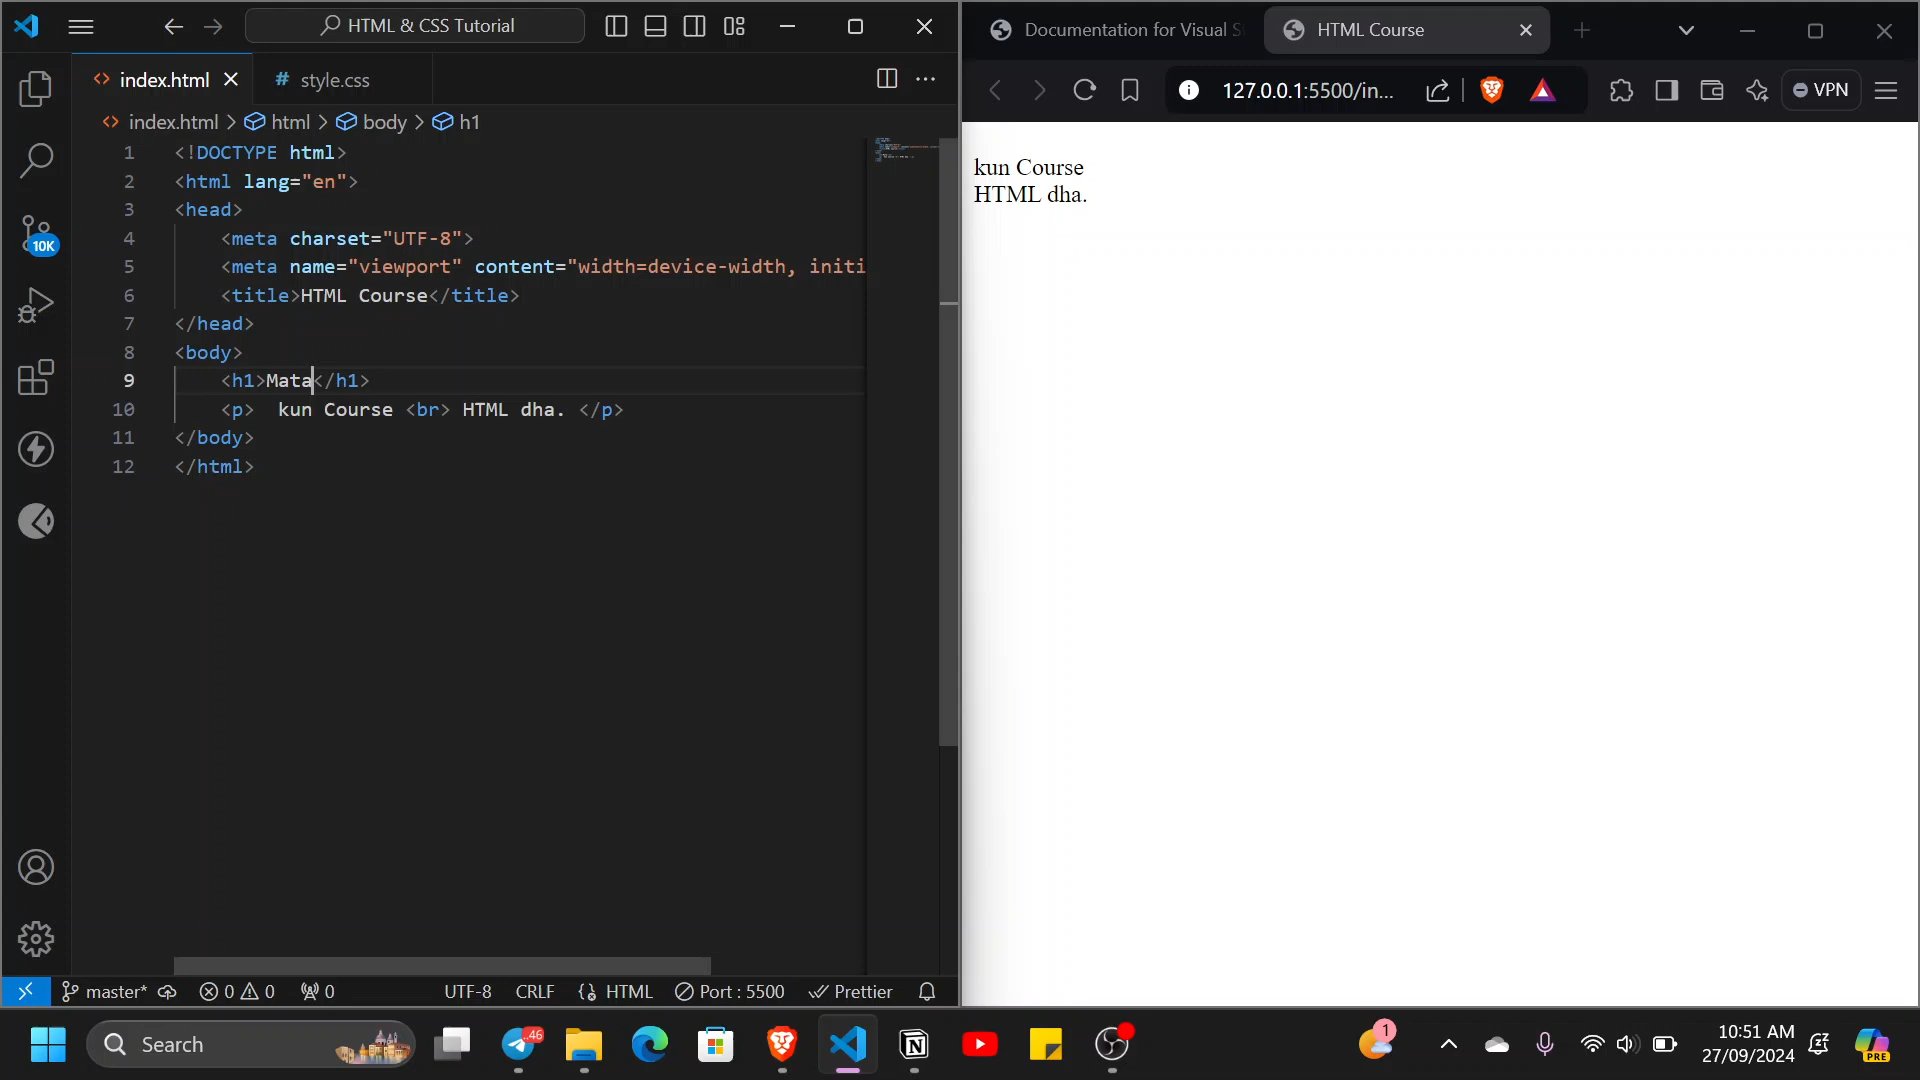 HTML & CSS Tutorial
index.html
style.css
index.html > html > body > h1
1 <!DOCTYPE html>
2 <html lang="en">
3 <head>
4 <meta charset="UTF-8">
5 <meta name="viewport" content="width=device-width, initi
6 <title>HTML Course</title>
7 </head>
8 <body>
9 <h1>Mata</h1>
10 <p>  kun Course <br> HTML dha. </p>
11 </body>
12 </html>
10K
master*
0 0
0
UTF-8
CRLF
HTML
Port : 5500
Prettier
Documentation for Visual S
HTML Course
127.0.0.1:5500/in...
VPN
kun Course
HTML dha.
Search
..46
1
10:51 AM
27/09/2024
PRE